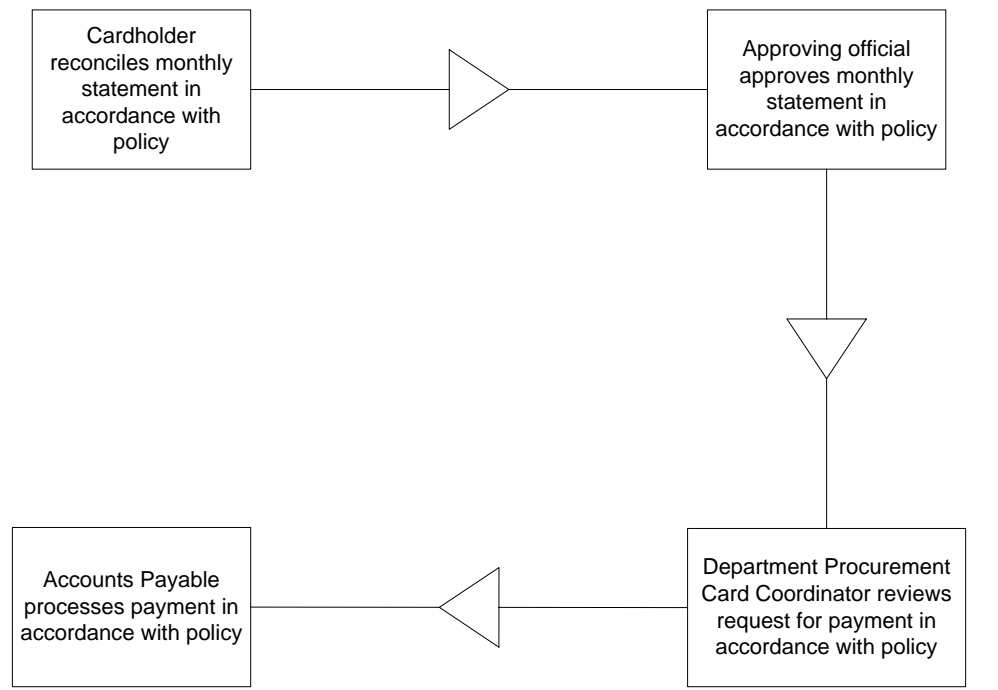 Cardholder
reconciles monthly
statement in
accordance with
policy
Approving official
approves monthly
statement in
accordance with policy
Department Procurement
Card Coordinator reviews
request for payment in
accordance with policy
Accounts Payable
processes payment in
accordance with policy